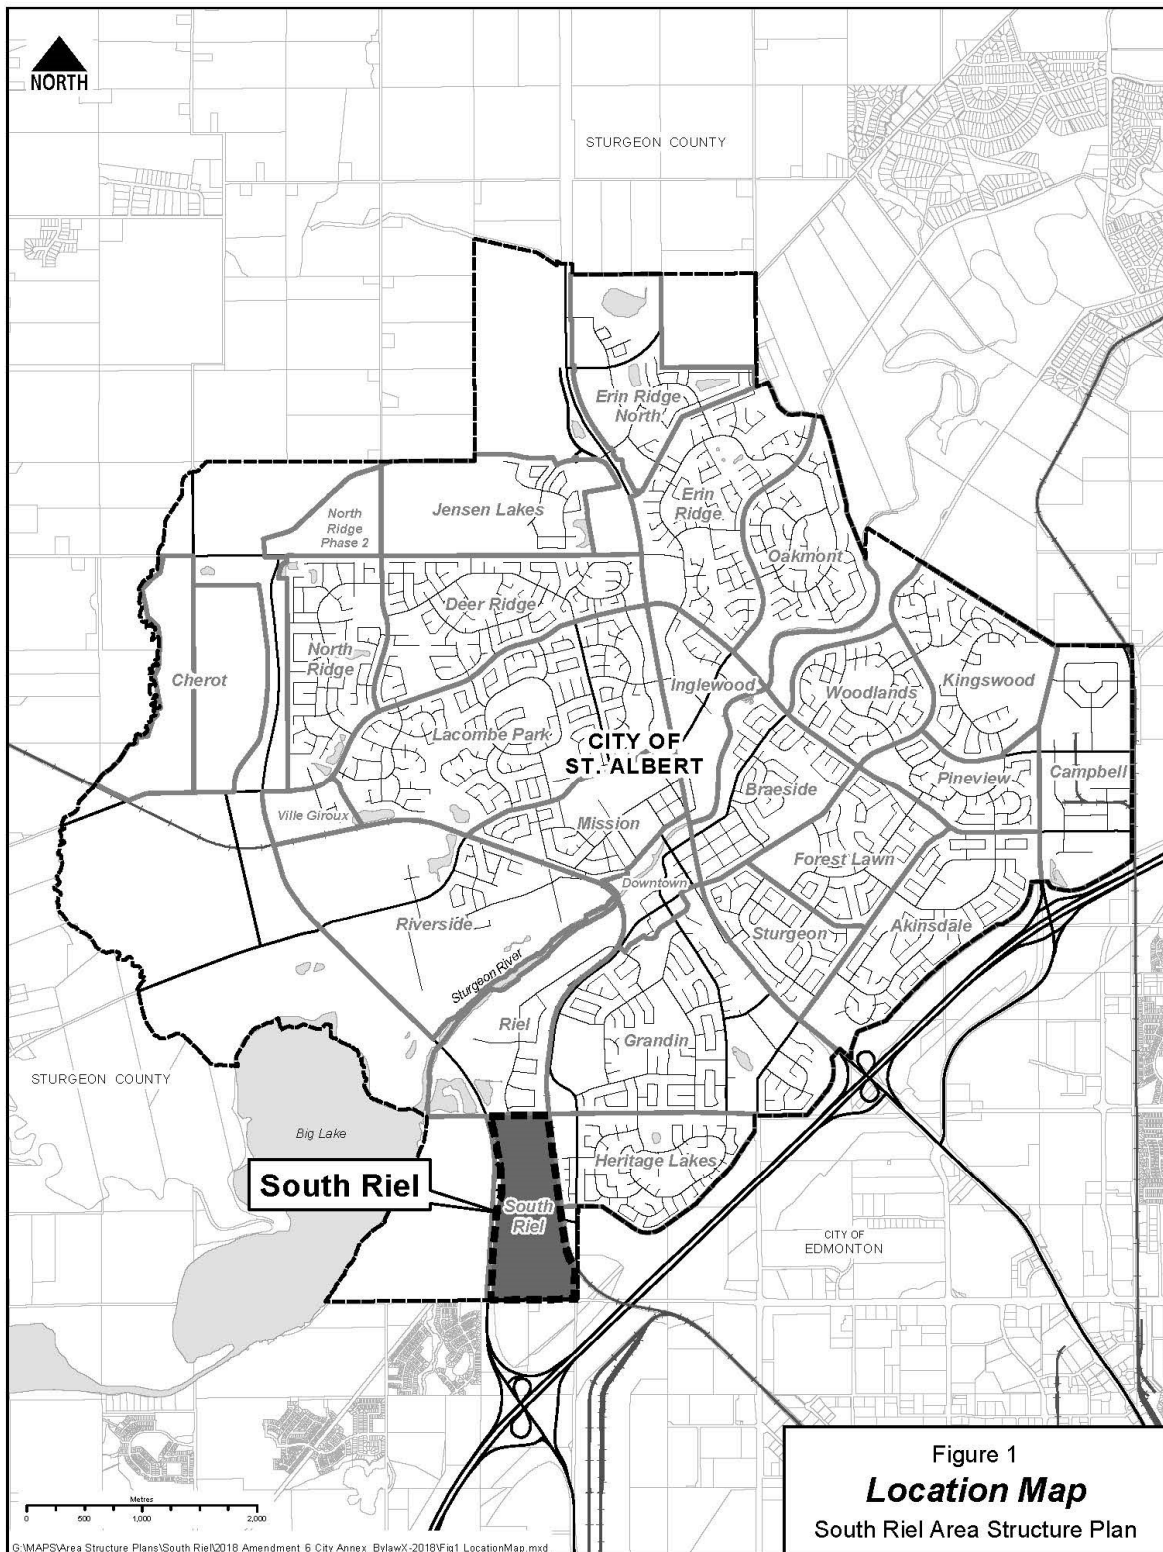 NORTH
STURGEON COUNTY
Erin Ridge
North
Jensen Lakes
North
Ridge
Phase 2
Erin
Ridge
Oakmont
Deer Ridge
North
Ridge
Cherot
Inglewood
Woodlands
Kingswood
Lacombe Park
CITY OF
ST. ALBERT
Braeside
Pineview
Campbell
Ville Giroux
Mission
Forest Lawn
Downtown
Riverside
Sturgeon
Akinsdale
Sturgeon River
Riel
Grandin
STURGEON COUNTY
Big Lake
Heritage Lakes
South Riel
South
Riel
CITY OF
EDMONTON
Figure 1
Location Map
South Riel Area Structure Plan
Metres
0 500 1,000 2,000
G:\MAPS\Area Structure Plans\South Riel\2018 Amendment 6 City Annex BylawX-2018\Fig1 LocationMap.mxd